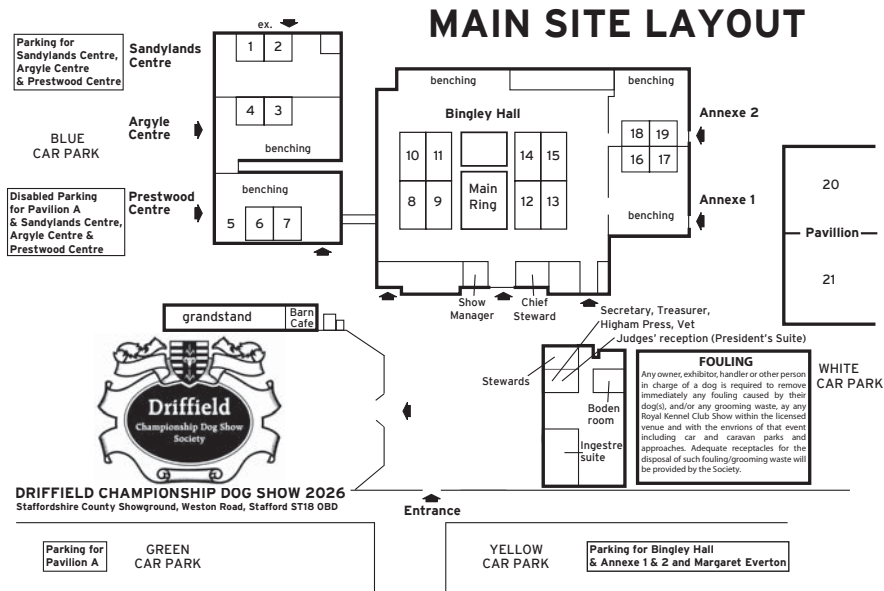 MAIN SITE LAYOUT
ex.
Parking for
Sandylands Centre,
Argyle Centre
& Prestwood Centre
Sandylands
Centre
1 2
4 3
Argyle
Centre
benching
BLUE
CAR PARK
Disabled Parking
for Pavilion A
& Sandylands Centre,
Argyle Centre &
Prestwood Centre
Prestwood
Centre
benching
5 6 7
benching
Bingley Hall
10 11
8 9
Main
Ring
14 15
12 13
benching
18 19
16 17
benching
Annexe 2
Annexe 1
20
Pavillion
21
Show
Manager
Chief
Steward
grandstand
Barn
Cafe
Secretary, Treasurer,
Higham Press, Vet
Judges' reception (President's Suite)
Stewards
Boden
room
Ingestre
suite
FOULING
Any owner, exhibitor, handler or other person
in charge of a dog is required to remove
immediately any fouling caused by their
dog(s), and/or any grooming waste, ay any
Royal Kennel Club Show within the licensed
venue and with the envrions of that event
including car and caravan parks and
approaches. Adequate receptacles for the
disposal of such fouling/grooming waste will
be provided by the Society.
WHITE
CAR PARK
Driffield
Championship Dog Show
Society
DRIFFIELD CHAMPIONSHIP DOG SHOW 2026
Staffordshire County Showground, Weston Road, Stafford ST18 0BD
Entrance
Parking for
Pavilion A
GREEN
CAR PARK
YELLOW
CAR PARK
Parking for Bingley Hall
& Annexe 1 & 2 and Margaret Everton